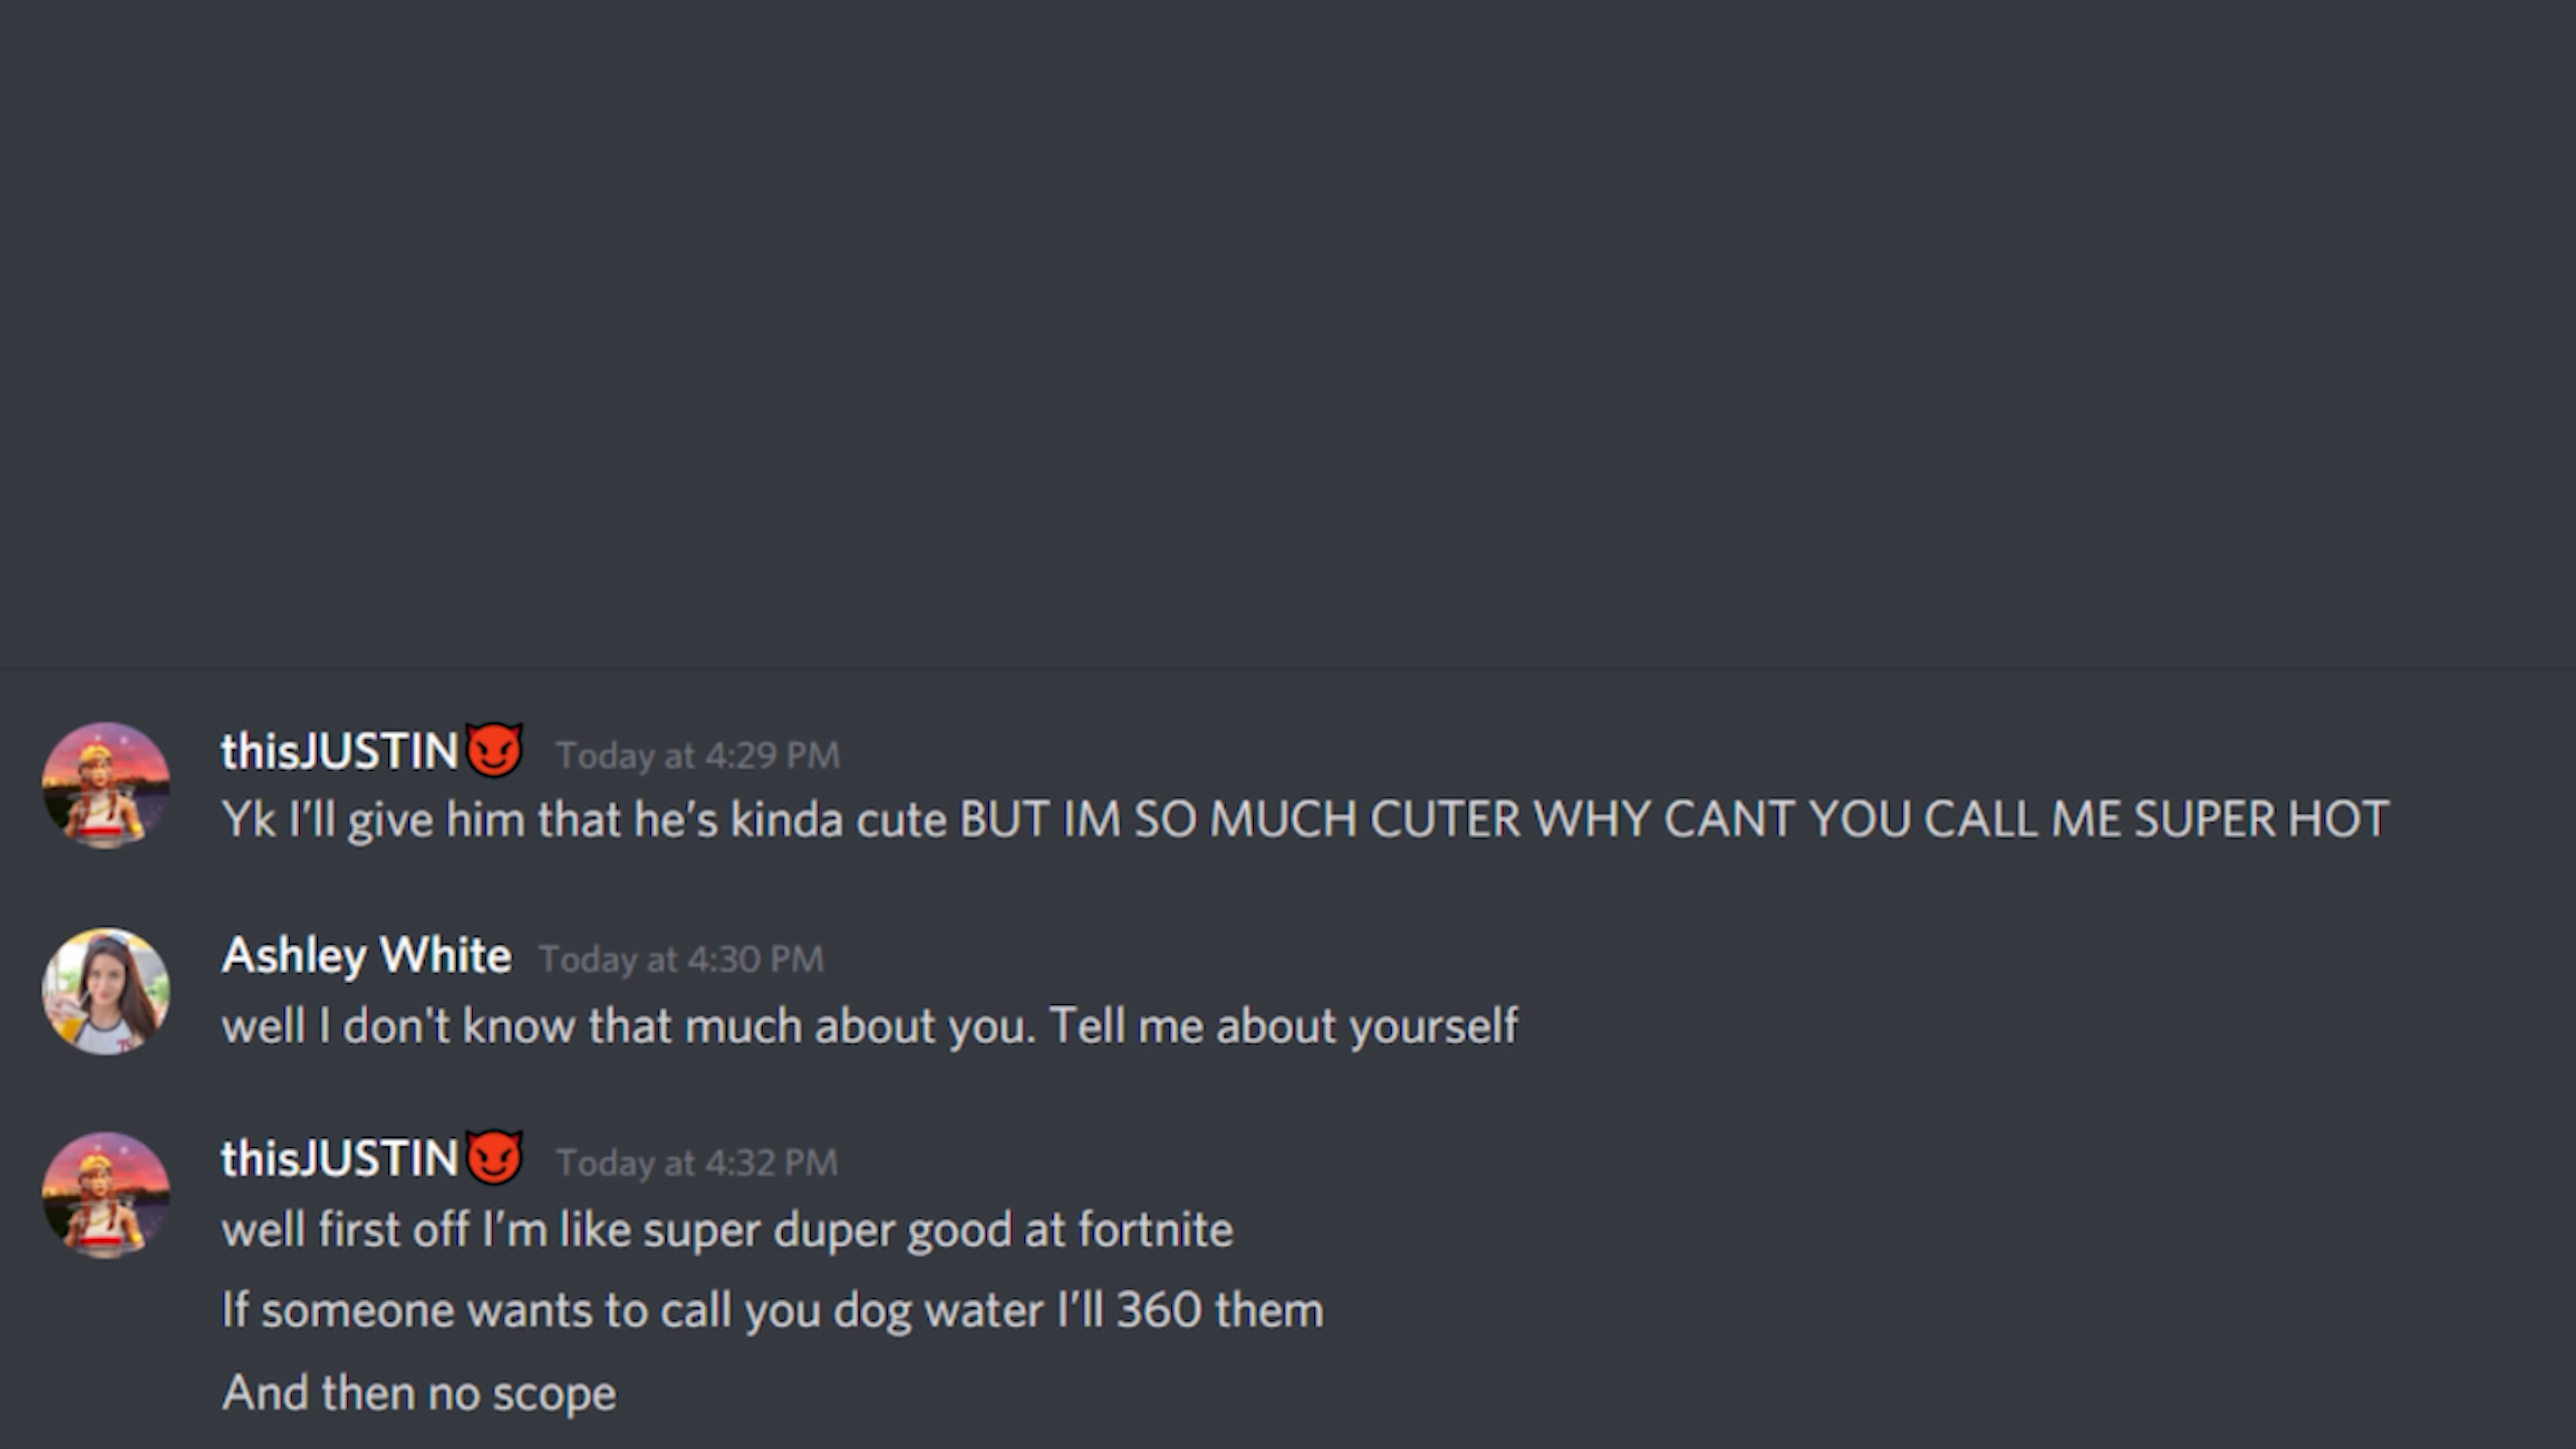 thisJUSTIN😈 Today at 4:29 PM
Yk I’ll give him that he’s kinda cute BUT IM SO MUCH CUTER WHY CANT YOU CALL ME SUPER HOT
Ashley White Today at 4:30 PM
well I don't know that much about you. Tell me about yourself
thisJUSTIN😈 Today at 4:32 PM
well first off I’m like super duper good at fortnite
If someone wants to call you dog water I’ll 360 them
And then no scope